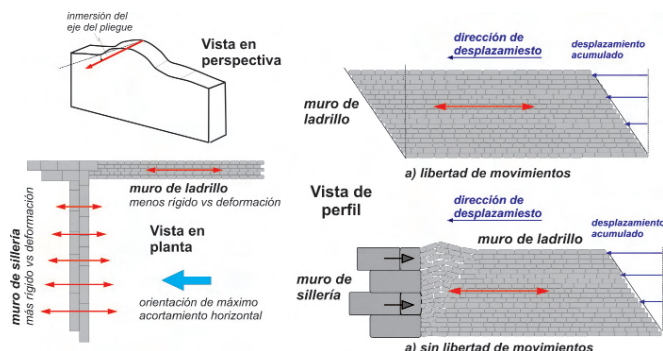 inmersión del
eje del pliegue
Vista en
perspectiva
muro de ladrillo
menos rígido vs deformación
muro de sillería
más rígido vs deformación
Vista en
planta
orientación de máximo
acortamiento horizontal
dirección de
desplazamiesto
desplazamiento
acumulado
muro de
ladrillo
a) libertad de movimientos
Vista de
perfil
dirección de
desplazamiesto
desplazamiento
acumulado
muro de ladrillo
muro de
sillería
a) sin libertad de movimientos